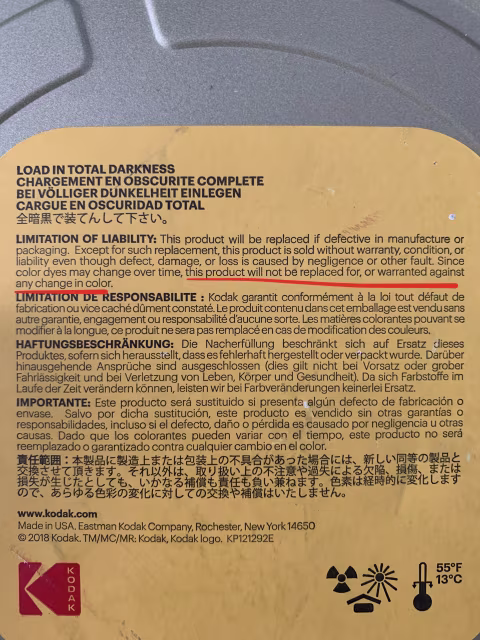 LOAD IN TOTAL DARKNESS
CHARGEMENT EN OBSCURITE COMPLETE
BEI VÖLLIGER DUNKELHEIT EINLEGEN
CARGUE EN OSCURIDAD TOTAL
全暗黒で装てんして下さい。
LIMITATION OF LIABILITY: This product will be replaced if defective in manufacture or
packaging. Except for such replacement, this product is sold without warranty, condition, or
liability even though defect, damage, or loss is caused by negligence or other fault. Since
color dyes may change over time, this product will not be replaced for, or warranted against
any change in color.
LIMITATION DE RESPONSABILITE : Kodak garantit conformément à la loi tout défaut de
fabrication ou vice caché dûment constaté. Le produit contenu dans cet emballage est vendu sans
autre garantie, engagement ou responsabilité d'aucune sorte. Les matières colorantes pouvant se
modifier à la longue, ce produit ne sera pas remplacé en cas de modification des couleurs.
HAFTUNGSBESCHRÄNKUNG: Die Nacherfüllung beschränkt sich auf Ersatz dieses
Produktes, sofern sich herausstellt, dass es fehlerhaft hergestellt oder verpackt wurde. Darüber
hinausgehende Ansprüche sind ausgeschlossen (dies gilt nicht bei Vorsatz oder grober
Fahrlässigkeit und bei Verletzung von Leben, Körper und Gesundheit). Da sich Farbstoffe im
Laufe der Zeit verändern können, leisten wir bei Farbveränderungen keinerlei Ersatz.
IMPORTANTE: Este producto será sustituido si presenta algún defecto de fabricación o
envase. Salvo por dicha sustitución, este producto es vendido sin otras garantías o
responsabilidades, incluso si el defecto, daño o pérdida es causado por negligencia u otras
causas. Dado que los colorantes pueden variar con el tiempo, este producto no será
reemplazado o garantizado contra cualquier cambio en el color.
責任範囲：本製品に製造上または包装上の不具合があった場合には、新しい同等の製品と
交換させて頂きます。それ以外は、取り扱い上の不注意や過失による欠陥、損傷、または
損失が生じたとしても、いかなる補償も責任も負い兼ねます。色素は経時的に変化します
ので、あらゆる色彩の変化に対しての交換や補償はいたしません。
www.kodak.com
Made in USA. Eastman Kodak Company, Rochester, New York 14650
© 2018 Kodak. TM/MC/MR: Kodak, Kodak logo. KP121292E
KODAK
55°F
13°C